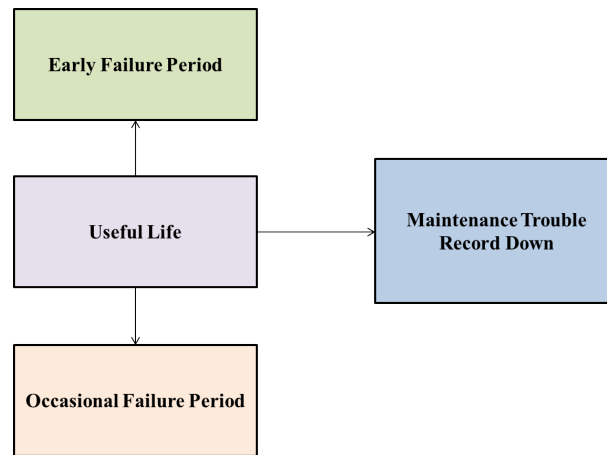 Early Failure Period
Useful Life
Maintenance Trouble
Record Down
Occasional Failure Period